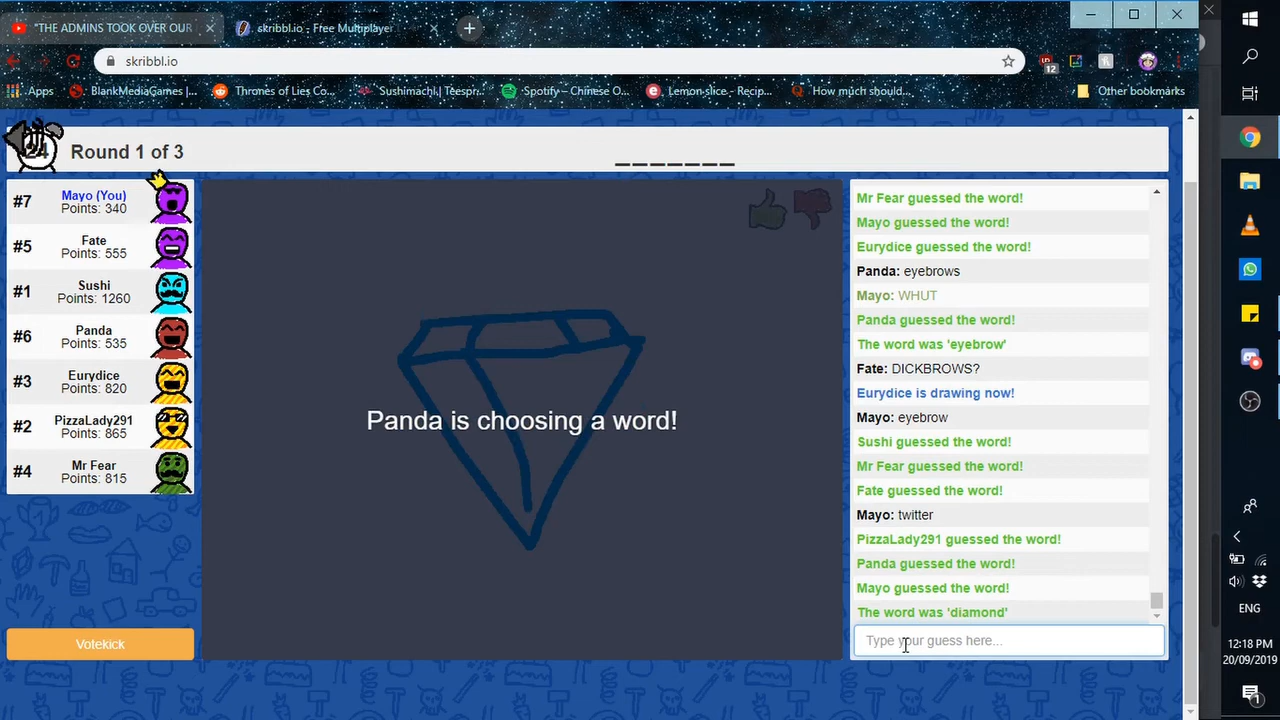 "THE ADMINS TOOK OVER OUR
skribbl.io - Free Multiplayer
skribbl.io
12
Apps
BlankMediaGames |...
Thrones of Lies Co...
Sushimachi | Teespr...
Spotify – Chinese O...
Lemon slice - Recip...
How much should...
Other bookmarks
Round 1 of 3
_ _ _ _ _ _ _
#7
Mayo (You)
Points: 340
#5
Fate
Points: 555
#1
Sushi
Points: 1260
#6
Panda
Points: 535
#3
Eurydice
Points: 820
#2
PizzaLady291
Points: 865
#4
Mr Fear
Points: 815
Votekick
Panda is choosing a word!
Mr Fear guessed the word!
Mayo guessed the word!
Eurydice guessed the word!
Panda: eyebrows
Mayo: WHUT
Panda guessed the word!
The word was 'eyebrow'
Fate: DICKBROWS?
Eurydice is drawing now!
Mayo: eyebrow
Sushi guessed the word!
Mr Fear guessed the word!
Fate guessed the word!
Mayo: twitter
PizzaLady291 guessed the word!
Panda guessed the word!
Mayo guessed the word!
The word was 'diamond'
Type your guess here...
ENG
12:18 PM
20/09/2019
1